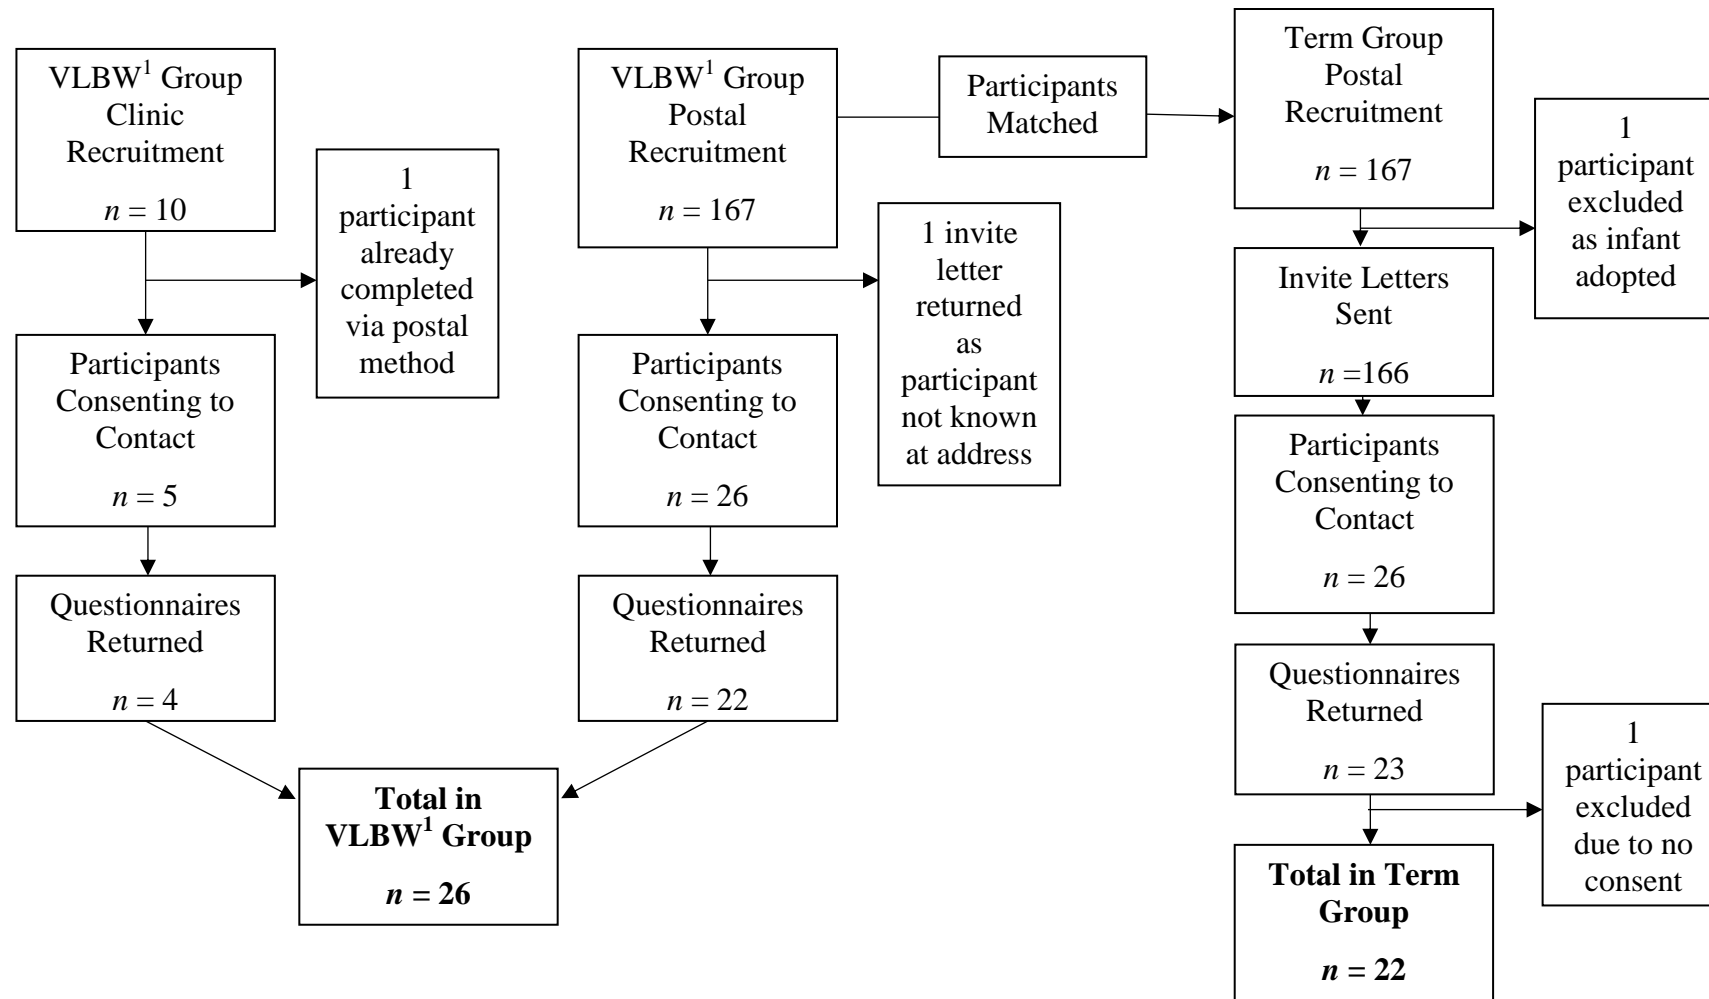 VLBW¹ Group
Clinic
Recruitment
n = 10
1
participant
already
completed
via postal
method
Participants
Consenting to
Contact
n = 5
Questionnaires
Returned
n = 4
VLBW¹ Group
Postal
Recruitment
n = 167
1 invite
letter
returned
as
participant
not known
at address
Participants
Consenting to
Contact
n = 26
Questionnaires
Returned
n = 22
Total in
VLBW¹ Group
n = 26
Participants
Matched
Term Group
Postal
Recruitment
n = 167
1
participant
excluded
as infant
adopted
Invite Letters
Sent
n =166
Participants
Consenting to
Contact
n = 26
Questionnaires
Returned
n = 23
1
participant
excluded
due to no
consent
Total in Term
Group
n = 22